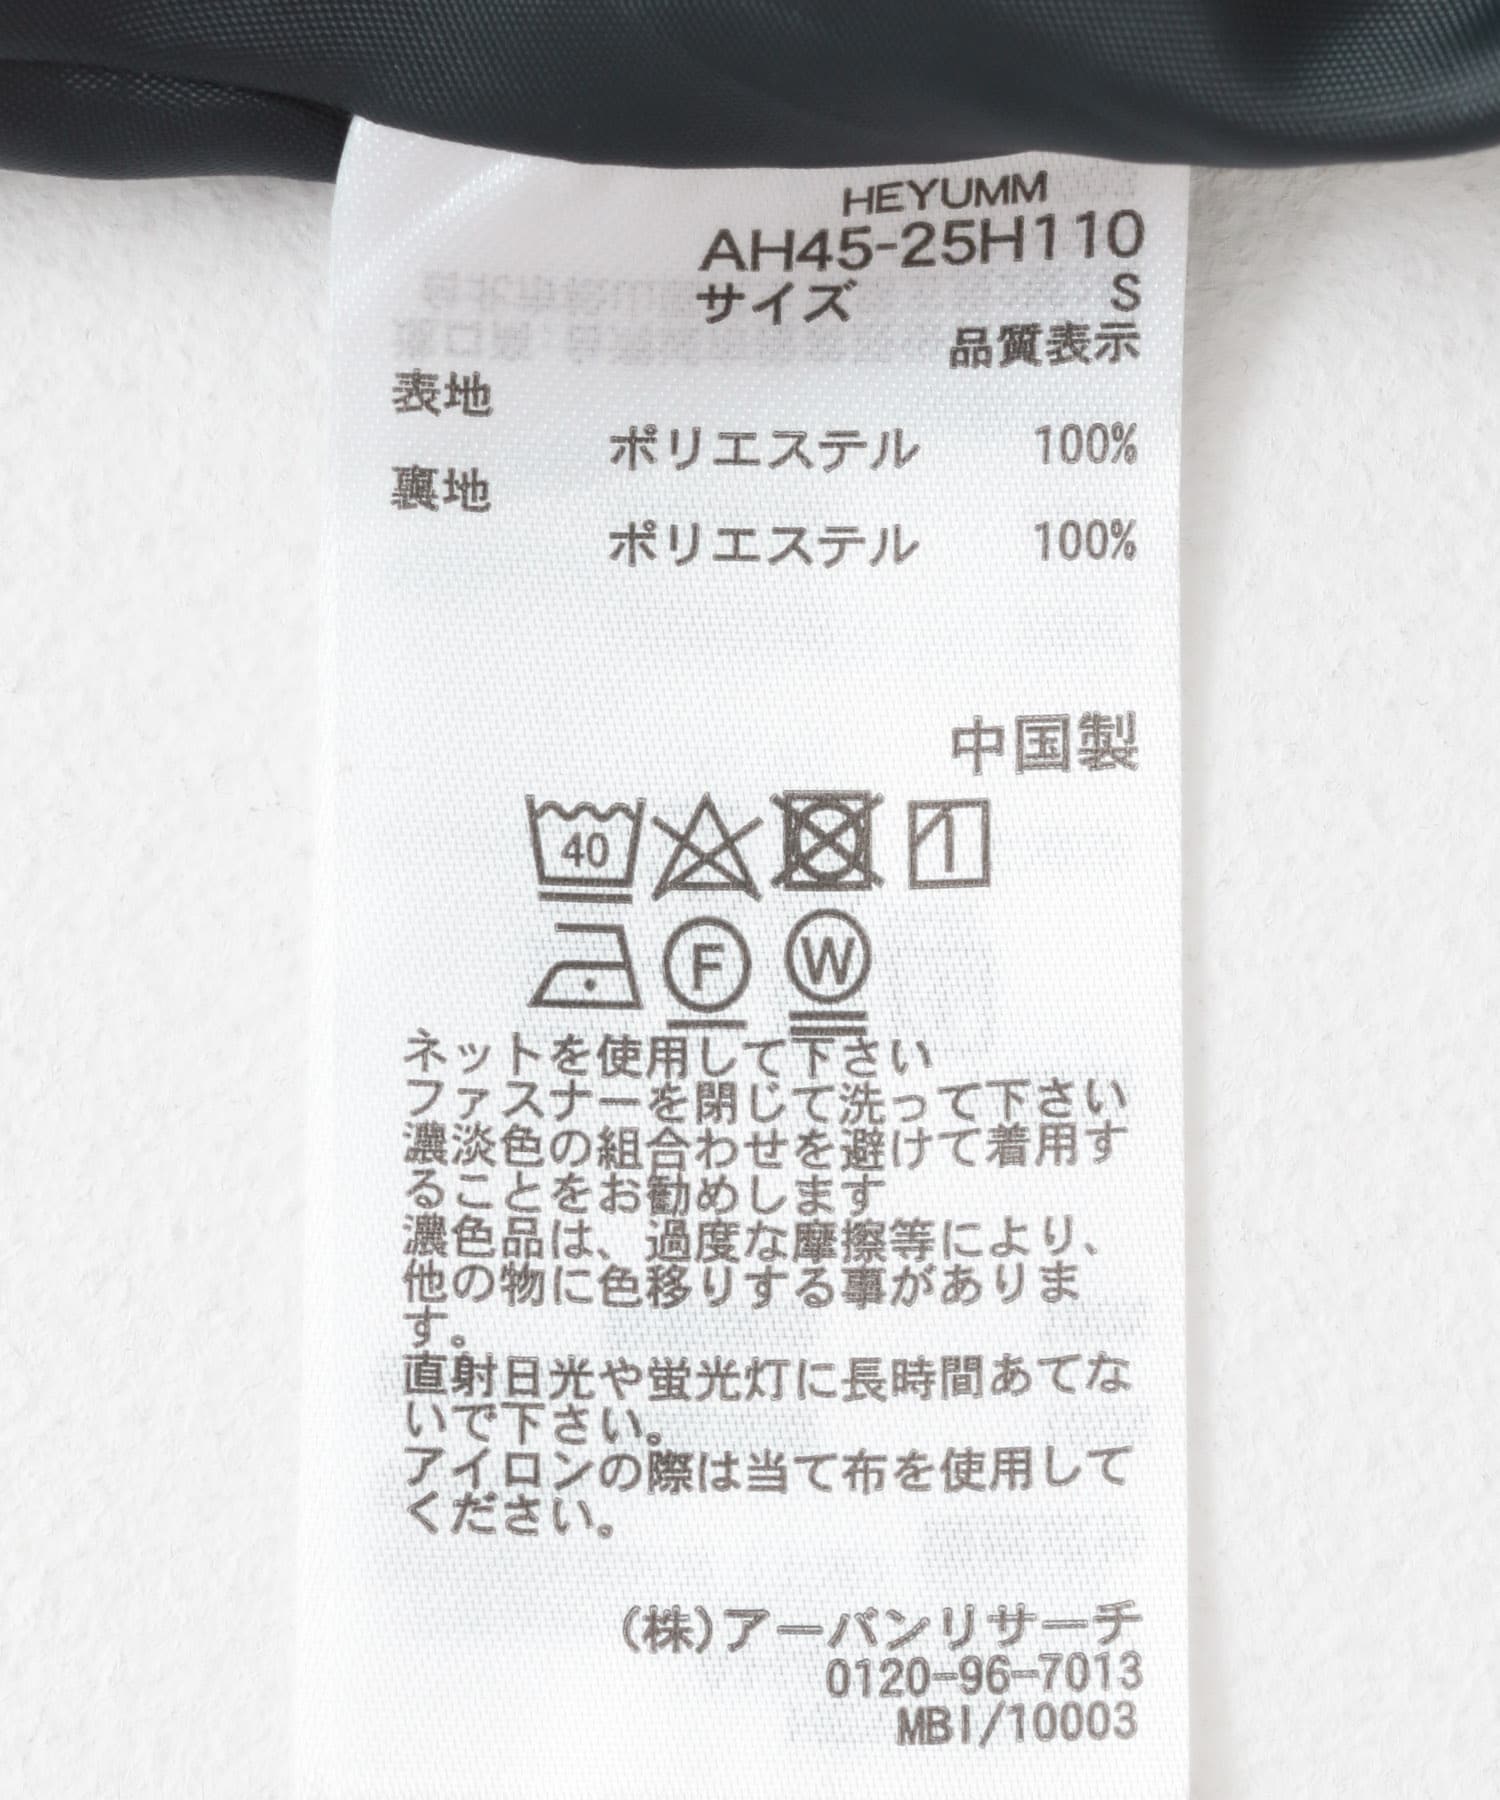 HEYUMM
AH45-25H110
サイズ S
品質表示
表地
ポリエステル 100%
裏地
ポリエステル 100%
中国製
40
F W
ネットを使用して下さい
ファスナーを閉じて洗って下さい
濃淡色の組合わせを避けて着用す
ることをお勧めします
濃色品は、過度な摩擦等により、
他の物に色移りする事がありま
す。
直射日光や蛍光灯に長時間あてな
いで下さい。
アイロンの際は当て布を使用して
ください。
(株)アーバンリサーチ
0120-96-7013
MBI/10003